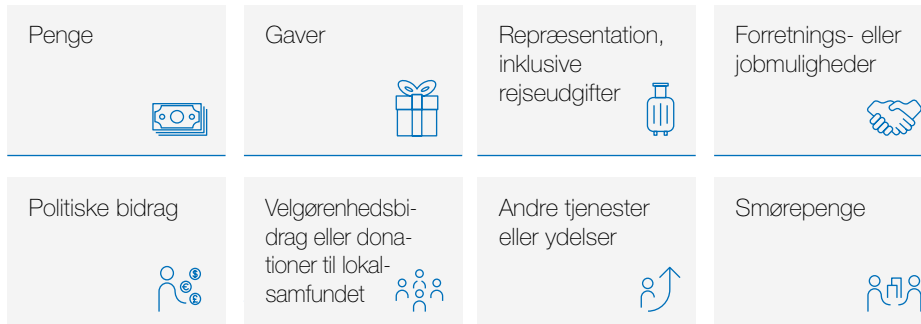 Penge
Gaver
Repræsentation,
inklusive
rejseudgifter
Forretnings- eller
jobmuligheder
Politiske bidrag
Velgørenhedsbi-
drag eller dona-
tioner til lokal-
samfundet
Andre tjenester
eller ydelser
Smørepenge
$
€
£